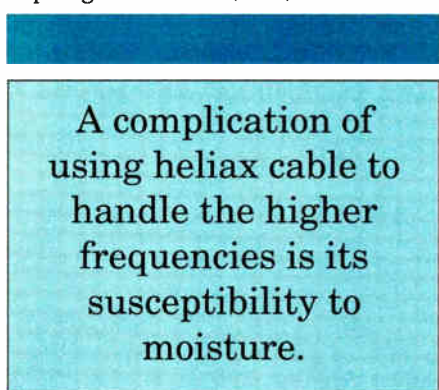 A complication of
using heliax cable to
handle the higher
frequencies is its
susceptibility to
moisture.